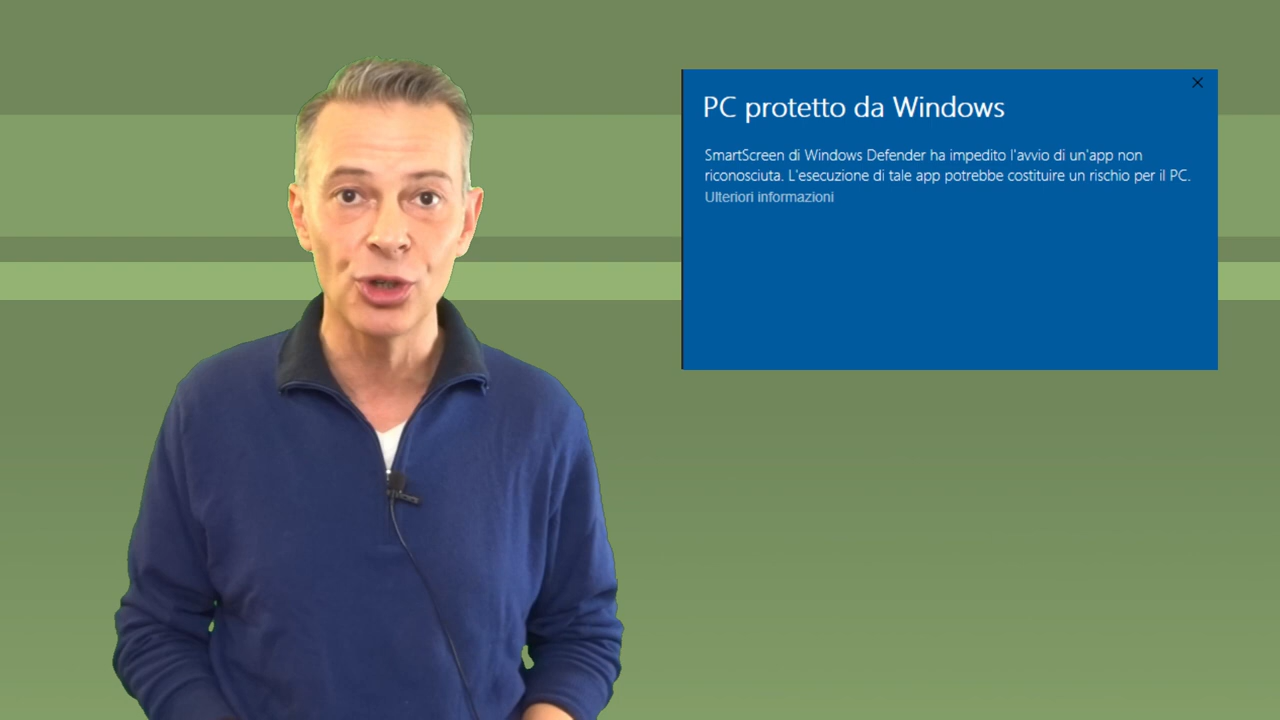 PC protetto da Windows
SmartScreen di Windows Defender ha impedito l'avvio di un'app non
riconosciuta. L'esecuzione di tale app potrebbe costituire un rischio per il PC.
Ulteriori informazioni